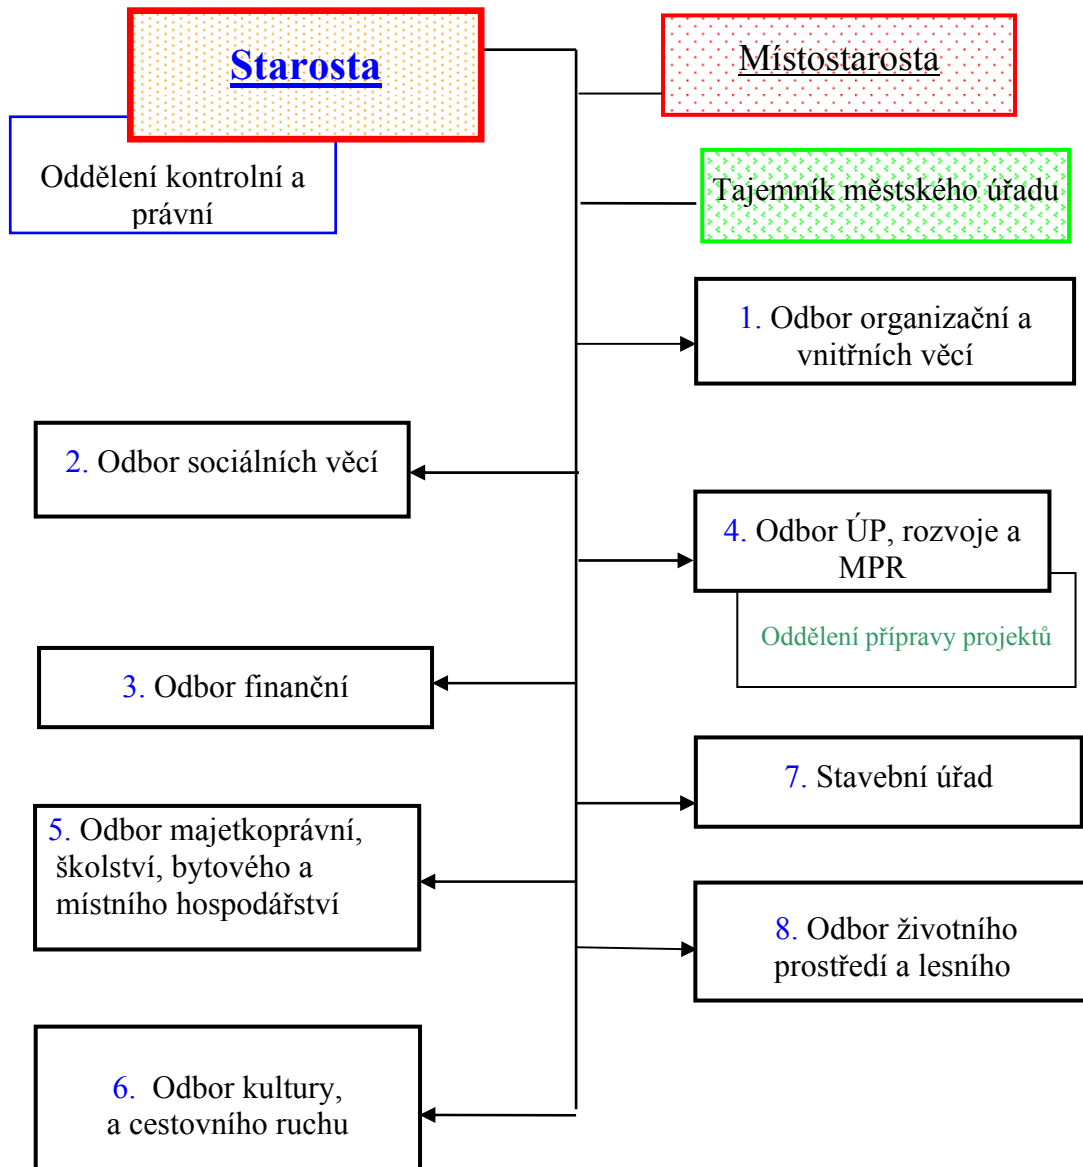 Starosta
Místostarosta
Oddělení kontrolní a
právní
Tajemník městského úřadu
1. Odbor organizační a
vnitřních věcí
2. Odbor sociálních věcí
4. Odbor ÚP, rozvoje a
MPR
Oddělení přípravy projektů
3. Odbor finanční
7. Stavební úřad
5. Odbor majetkoprávní,
školství, bytového a
místního hospodářství
8. Odbor životního
prostředí a lesního
6. Odbor kultury,
a cestovního ruchu